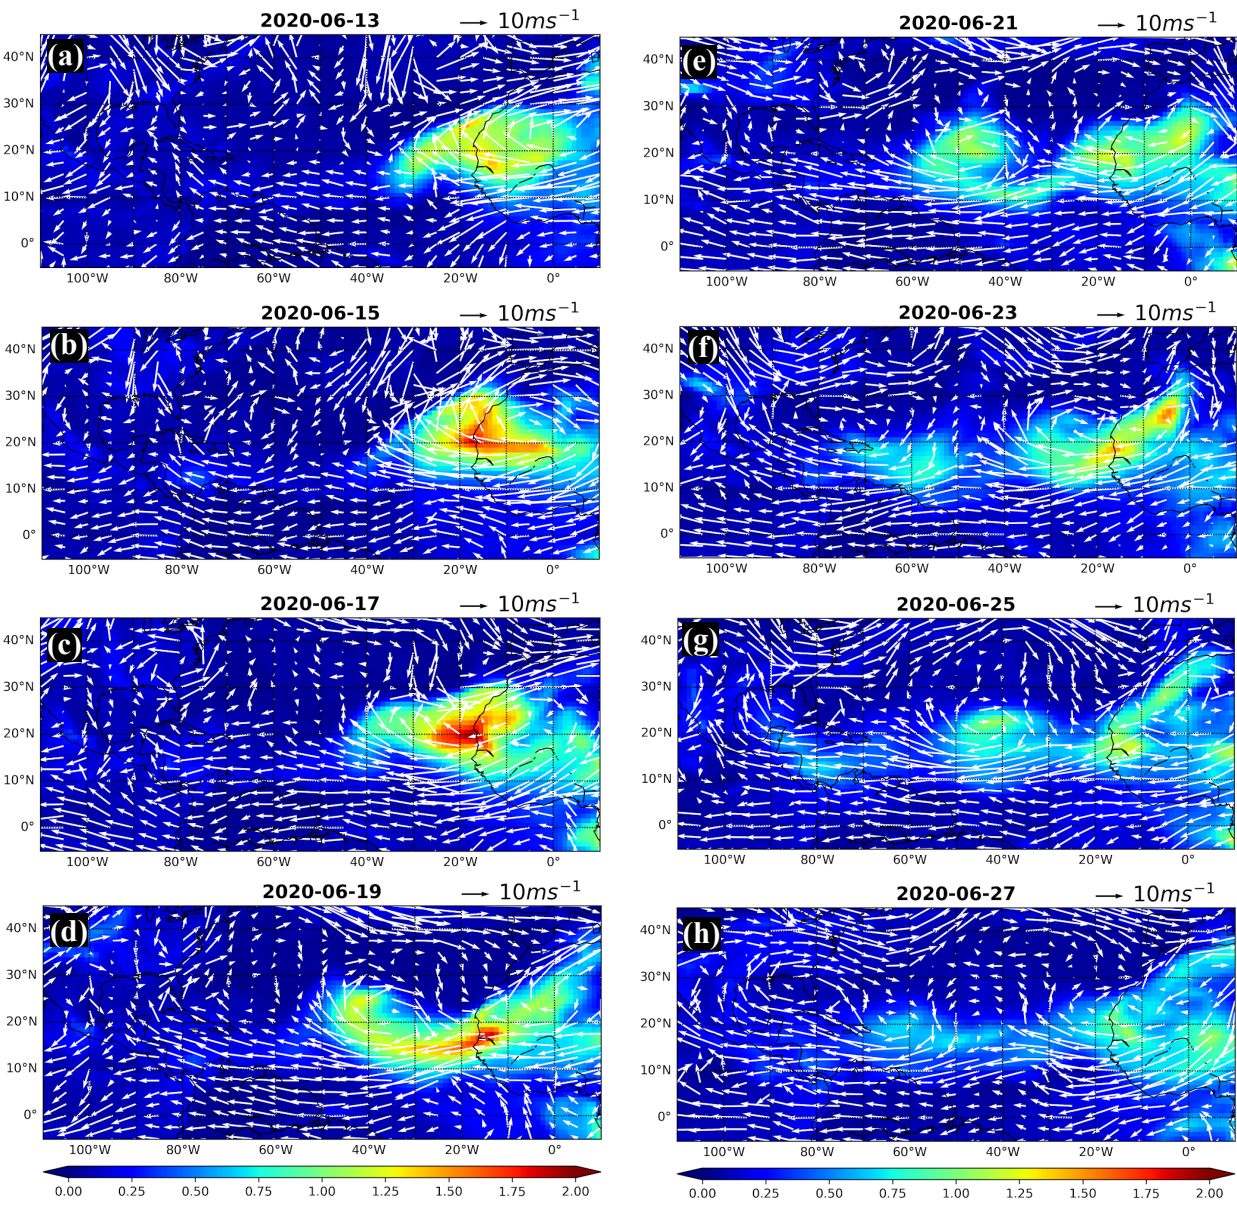 2020-06-13 10ms⁻¹
(a)
40°N
30°N
20°N
10°N
0°
100°W 80°W 60°W 40°W 20°W 0°
2020-06-15 10ms⁻¹
(b)
40°N
30°N
20°N
10°N
0°
100°W 80°W 60°W 40°W 20°W 0°
2020-06-17 10ms⁻¹
(c)
40°N
30°N
20°N
10°N
0°
100°W 80°W 60°W 40°W 20°W 0°
2020-06-19 10ms⁻¹
(d)
40°N
30°N
20°N
10°N
0°
100°W 80°W 60°W 40°W 20°W 0°
0.00 0.25 0.50 0.75 1.00 1.25 1.50 1.75 2.00
2020-06-21 10ms⁻¹
(e)
40°N
30°N
20°N
10°N
0°
100°W 80°W 60°W 40°W 20°W 0°
2020-06-23 10ms⁻¹
(f)
40°N
30°N
20°N
10°N
0°
100°W 80°W 60°W 40°W 20°W 0°
2020-06-25 10ms⁻¹
(g)
40°N
30°N
20°N
10°N
0°
100°W 80°W 60°W 40°W 20°W 0°
2020-06-27 10ms⁻¹
(h)
40°N
30°N
20°N
10°N
0°
100°W 80°W 60°W 40°W 20°W 0°
0.00 0.25 0.50 0.75 1.00 1.25 1.50 1.75 2.00